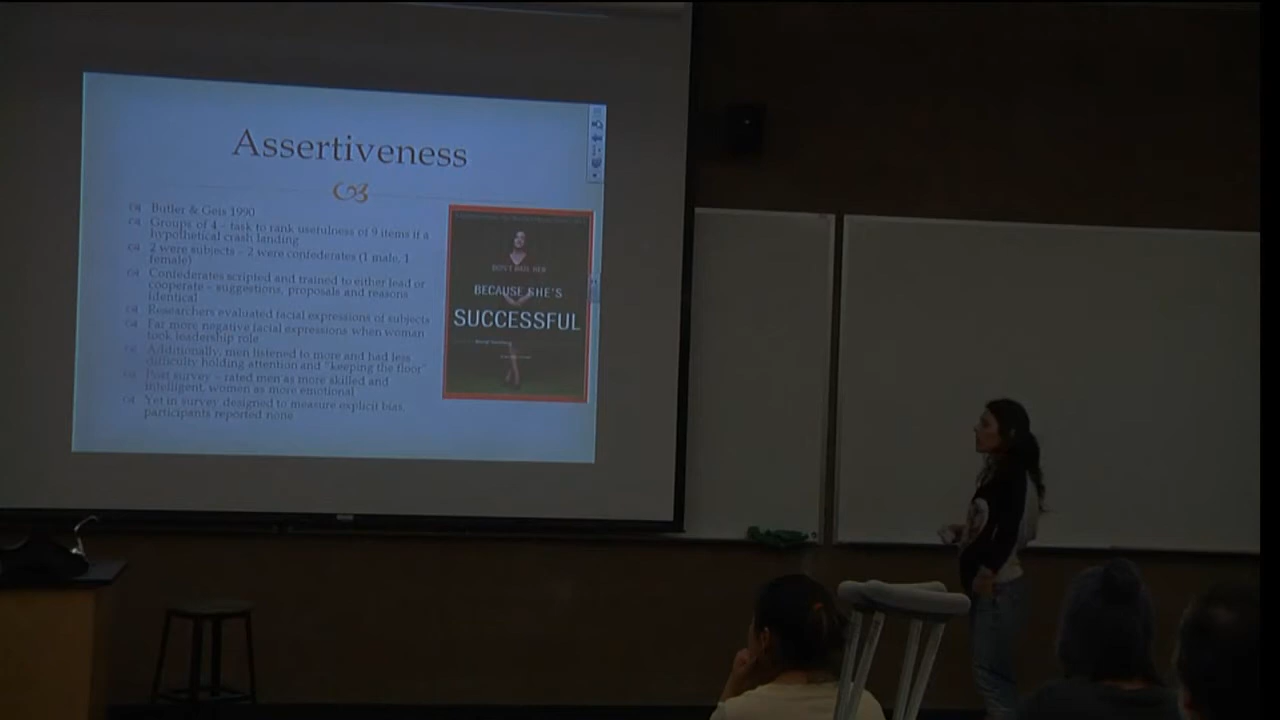 Assertiveness
Butler & Geis 1990
Groups of 4 – task to rank usefulness of 9 items if a
hypothetical crash landing
2 were subjects – 2 were confederates (1 male, 1
female)
Confederates scripted and trained to either lead or
cooperate – suggestions, proposals and reasons
identical
Researchers evaluated facial expressions of subjects
Far more negative facial expressions when woman
took leadership role
Additionally, men listened to more and had less
difficulty holding attention and "keeping the floor"
Post survey – rated men as more skilled and
intelligent, women as more emotional
Yet in survey designed to measure explicit bias,
participants reported none
DON'T HATE HER
BECAUSE SHE'S
SUCCESSFUL